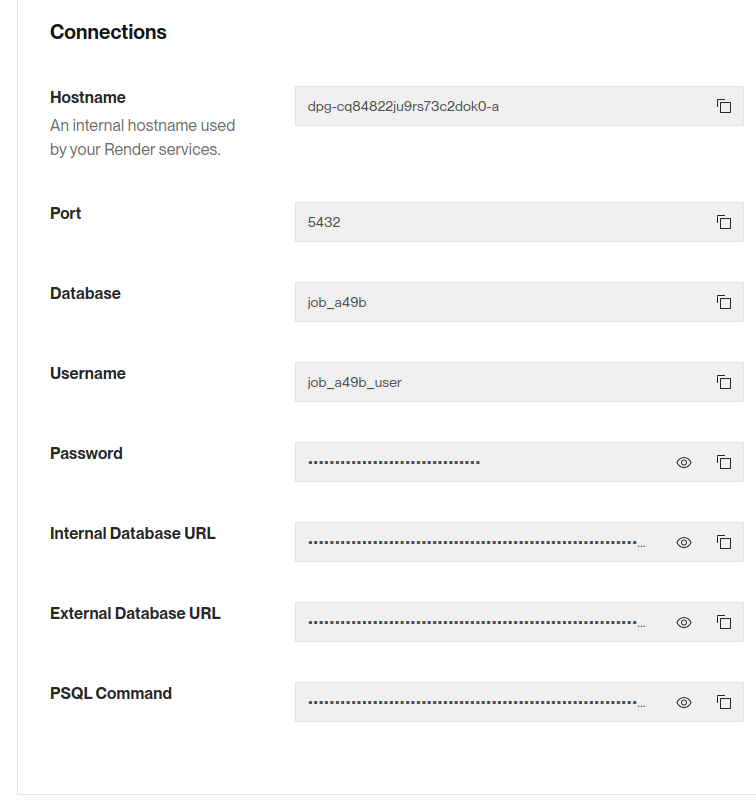 Connections
Hostname
An internal hostname used
by your Render services.
dpg-cq84822ju9rs73c2dok0-a
Port
5432
Database
job_a49b
Username
job_a49b_user
Password
Internal Database URL
External Database URL
PSQL Command